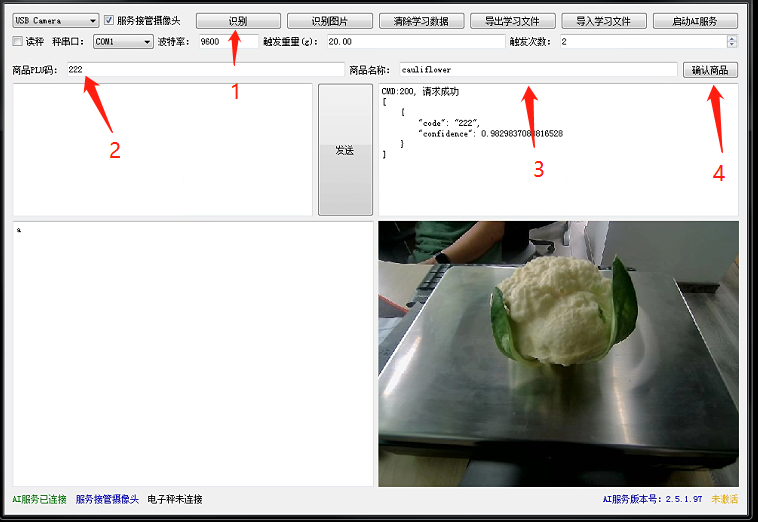 USB Camera 服务接管摄像头 识别 识别图片 清除学习数据 导出学习文件 导入学习文件 启动AI服务
读秤 秤串口： COM1 波特率： 9600 触发重量(g)： 20.00 触发次数： 2
商品PLU码： 222 商品名称： cauliflower 确认商品
1
2
3
4
发送
CMD:200, 请求成功
[
{
"code": "222",
"confidence": 0.9829837083816528
}
]
a
AI服务已连接 服务接管摄像头 电子秤未连接 AI服务版本号：2.5.1.97 未激活